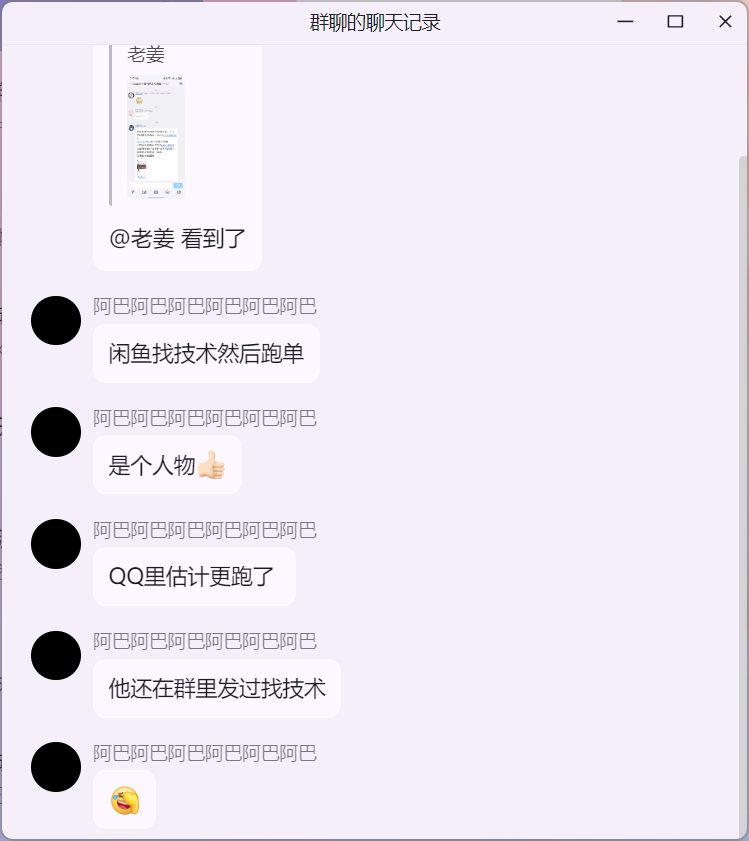 群聊的聊天记录
老姜
@老姜 看到了
阿巴阿巴阿巴阿巴阿巴阿巴
闲鱼找技术然后跑单
阿巴阿巴阿巴阿巴阿巴阿巴
是个人物👍🏻
阿巴阿巴阿巴阿巴阿巴阿巴
QQ里估计更跑了
阿巴阿巴阿巴阿巴阿巴阿巴
他还在群里发过找技术
阿巴阿巴阿巴阿巴阿巴阿巴